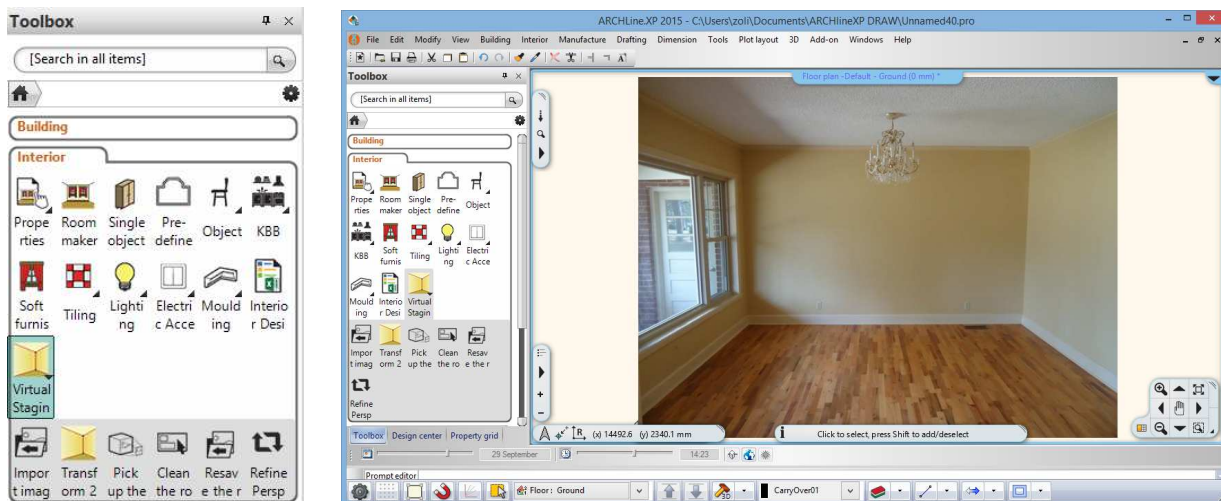 Toolbox
[Search in all items]
Building
Interior
Prope Room Single Pre- Object KBB
rties maker object define
Soft Tiling Lighti Electri Mould Interio
furnis ng c Acce ing r Desi
Virtual
Stagin
Impor Transf Pick Clean Resav Refine
t imag orm 2 up the the ro e the r Persp
ARCHLine.XP 2015 - C:\Users\zoli\Documents\ARCHlineXP DRAW\Unnamed40.pro
File Edit Modify View Building Interior Manufacture Drafting Dimension Tools Plot layout 3D Add-on Windows Help
Toolbox
Floor plan - Default - Ground (0 mm) *
[Search in all items]
Building
Interior
Prope Room Single Pre- Object
rties maker object define
KBB Soft Tiling Lighti Electri
furnis ng c Acce
Mould Interio Virtual
ing r Desi Stagin
Impor Transf Pick Clean Resav
t imag orm 2 up the the ro e the r
Refine
Persp
Toolbox Design center Property grid
R (x) 14492.6 (y) 2340.1 mm
i Click to select, press Shift to add/deselect
29 September 14:23
Prompt editor
Floor : Ground 3D CarryOver01